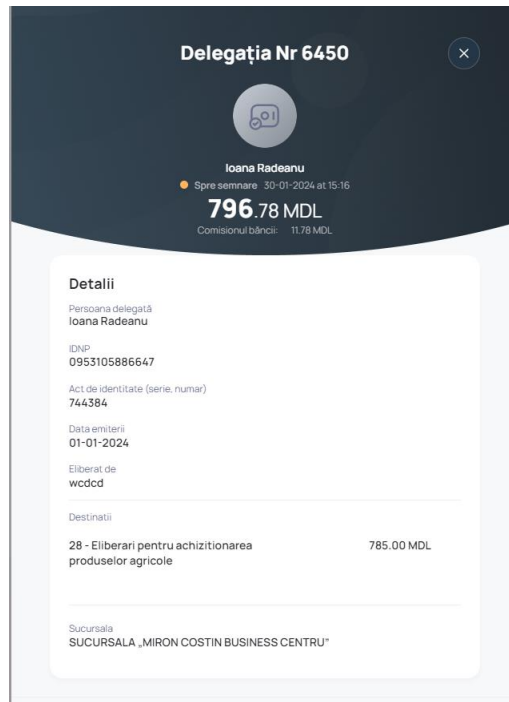 Delegația Nr 6450
Ioana Radeanu
Spre semnare 30-01-2024 at 15:16
796.78 MDL
Comisionul băncii: 11.78 MDL
Detalii
Persoana delegată
Ioana Radeanu
IDNP
0953105886647
Act de identitate (serie, numar)
744384
Data emiterii
01-01-2024
Eliberat de
wcdcd
Destinatii
28 - Eliberari pentru achizitionarea 785.00 MDL
produselor agricole
Sucursala
SUCURSALA „MIRON COSTIN BUSINESS CENTRU”